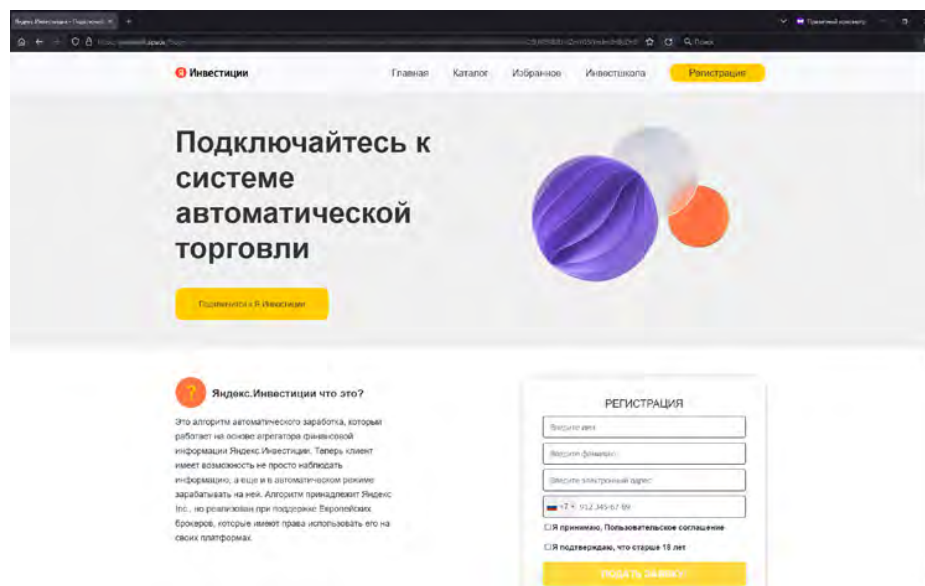 Инвестиции
Главная Каталог Избранное Инвестшкола Регистрация
Подключайтесь к
системе
автоматической
торговли
Яндекс.Инвестиции что это?
Это алгоритм автоматического заработка, который
работает на основе агрегатора финансовой
информации Яндекс.Инвестиции. Теперь клиент
имеет возможность не просто наблюдать
информацию, а еще и в автоматическом режиме
зарабатывать на ней. Алгоритм принадлежит Яндекс
Inc., но реализован при поддержке Европейских
брокеров, которые имеют права использовать его на
своих платформах.
РЕГИСТРАЦИЯ
Введите имя
Введите фамилию
Введите электронный адрес
+7 912 345-67-89
Я принимаю, Пользовательское соглашение
Я подтверждаю, что старше 18 лет
ПОДАТЬ ЗАЯВКУ